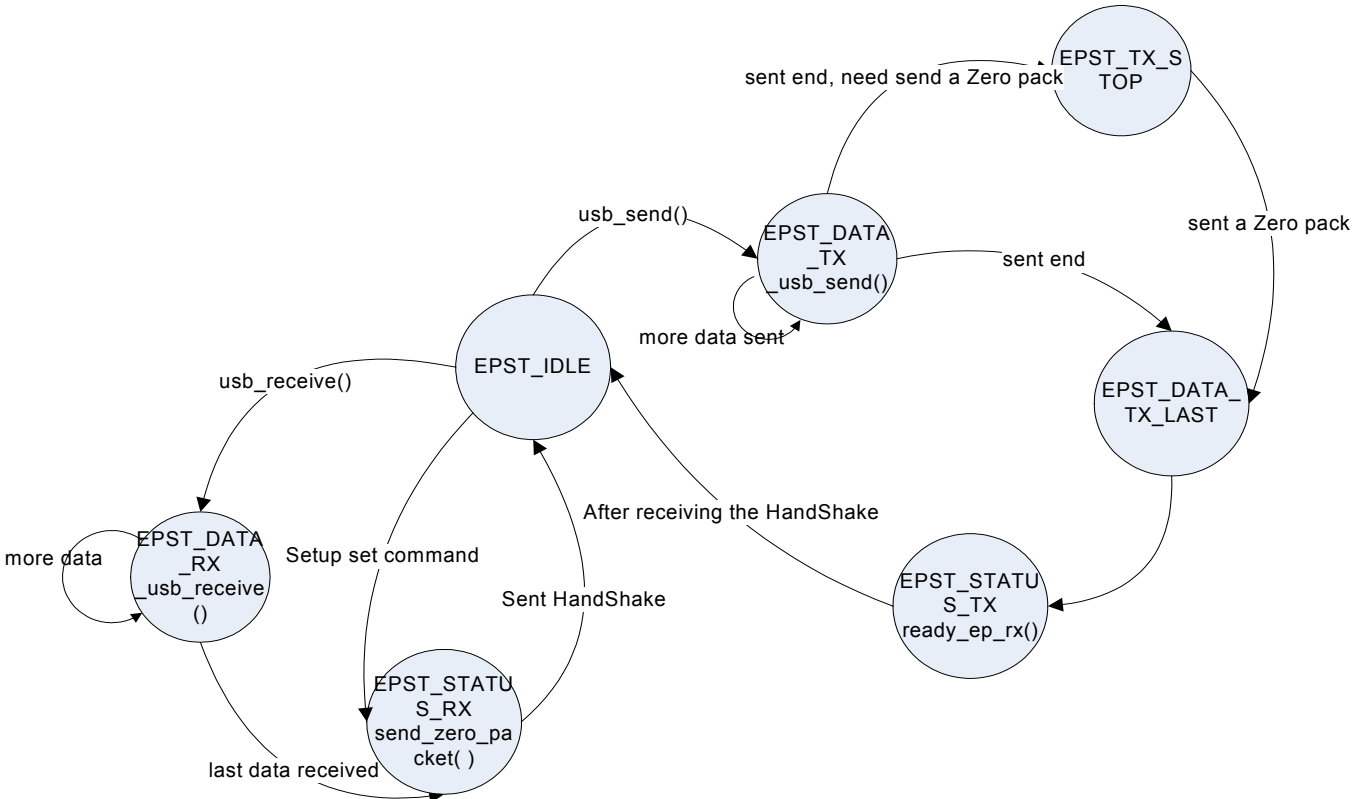 EPST_TX_S
TOP
sent end, need send a Zero pack
sent a Zero pack
usb_send()
EPST_DATA
_TX
_usb_send()
sent end
more data sent
EPST_IDLE
usb_receive()
EPST_DATA_
TX_LAST
After receiving the HandShake
EPST_DATA
_RX
_usb_receive
()
more data
Setup set command
Sent HandShake
EPST_STATU
S_TX
ready_ep_rx()
EPST_STATU
S_RX
send_zero_pa
cket( )
last data received